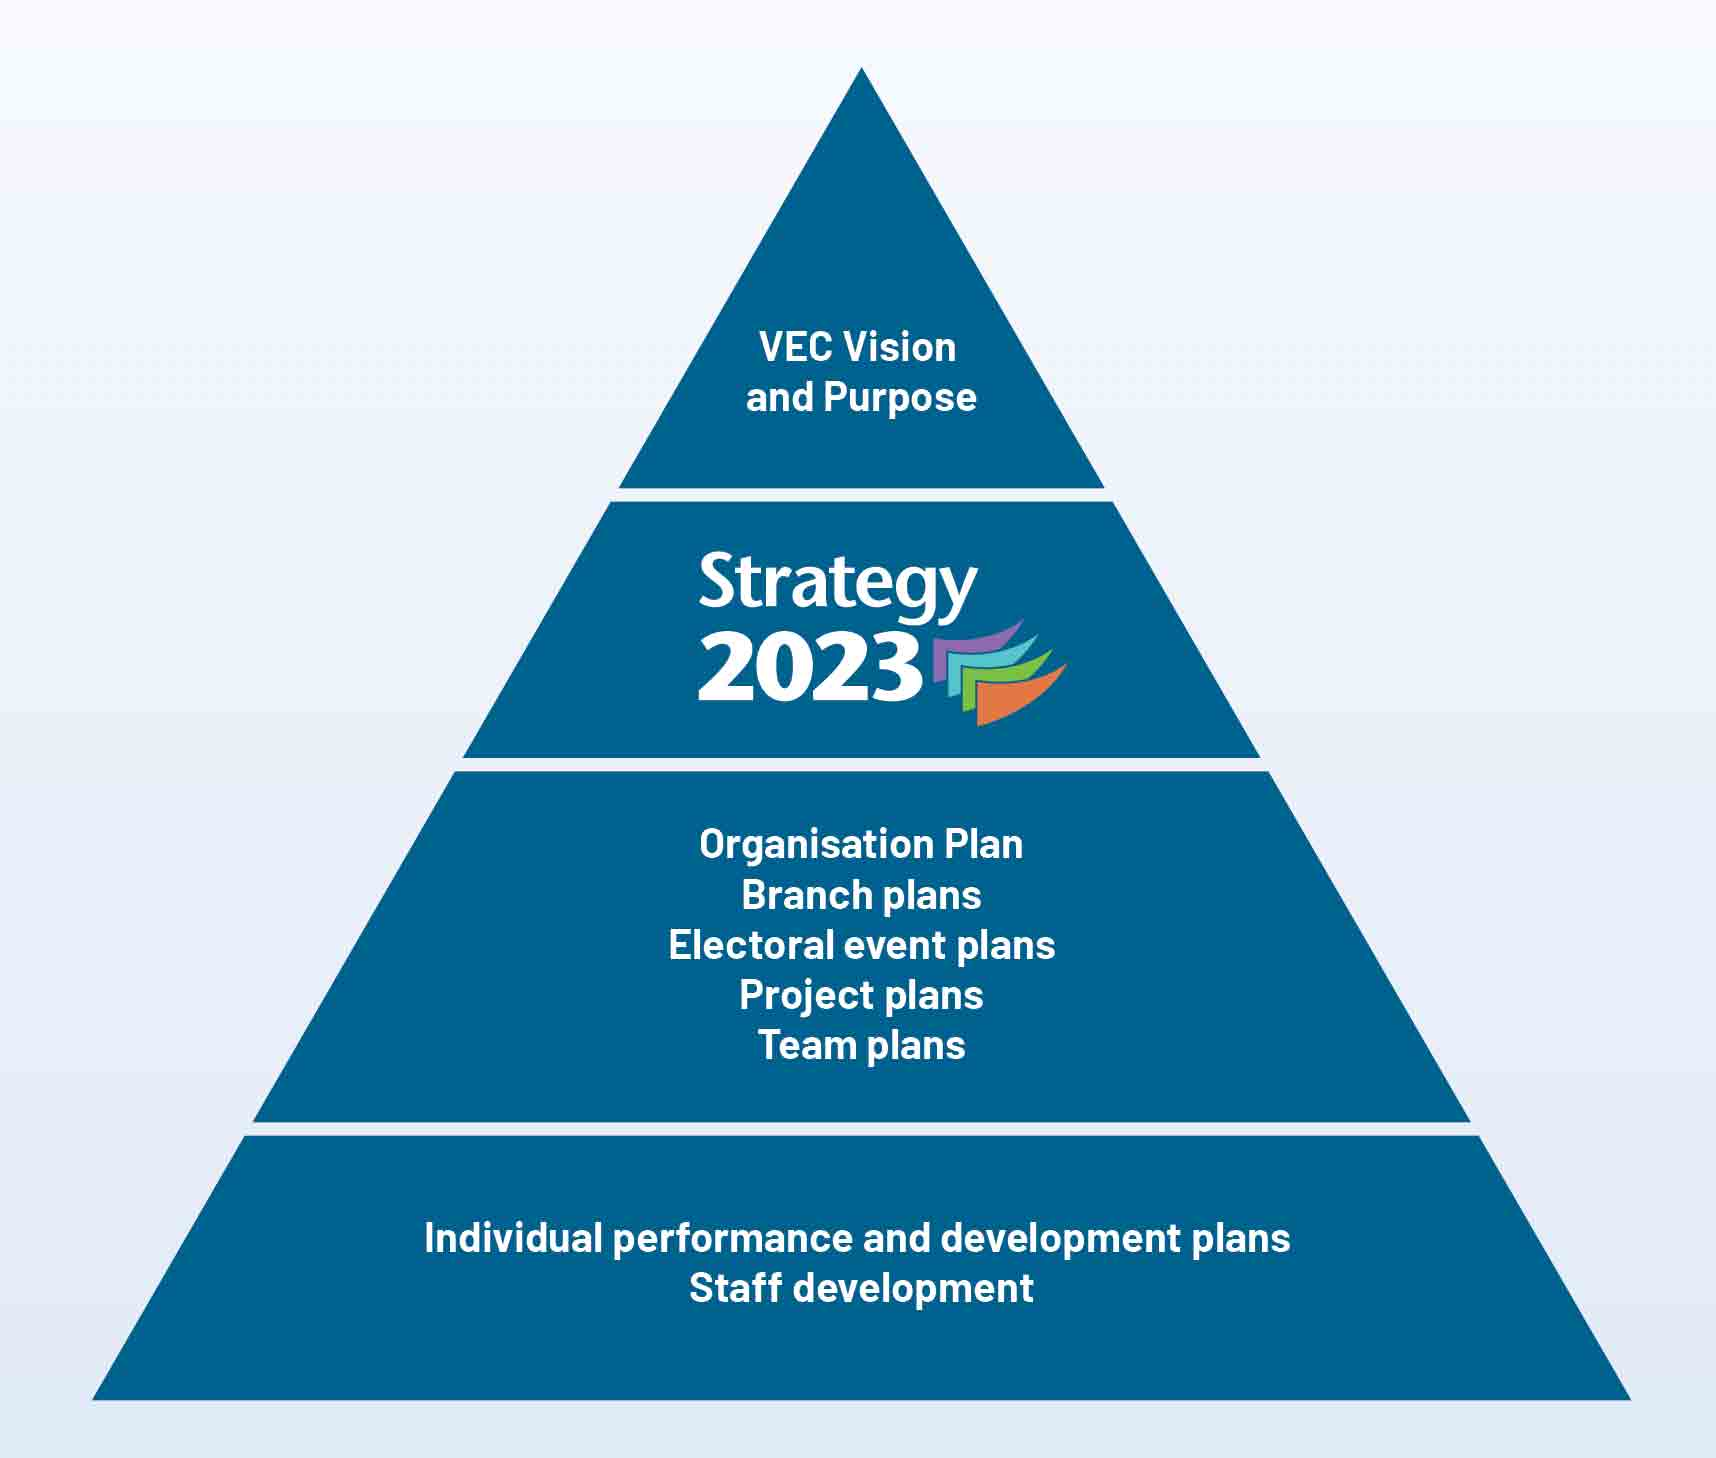 VEC Vision
and Purpose
Strategy
2023
Organisation Plan
Branch plans
Electoral event plans
Project plans
Team plans
Individual performance and development plans
Staff development